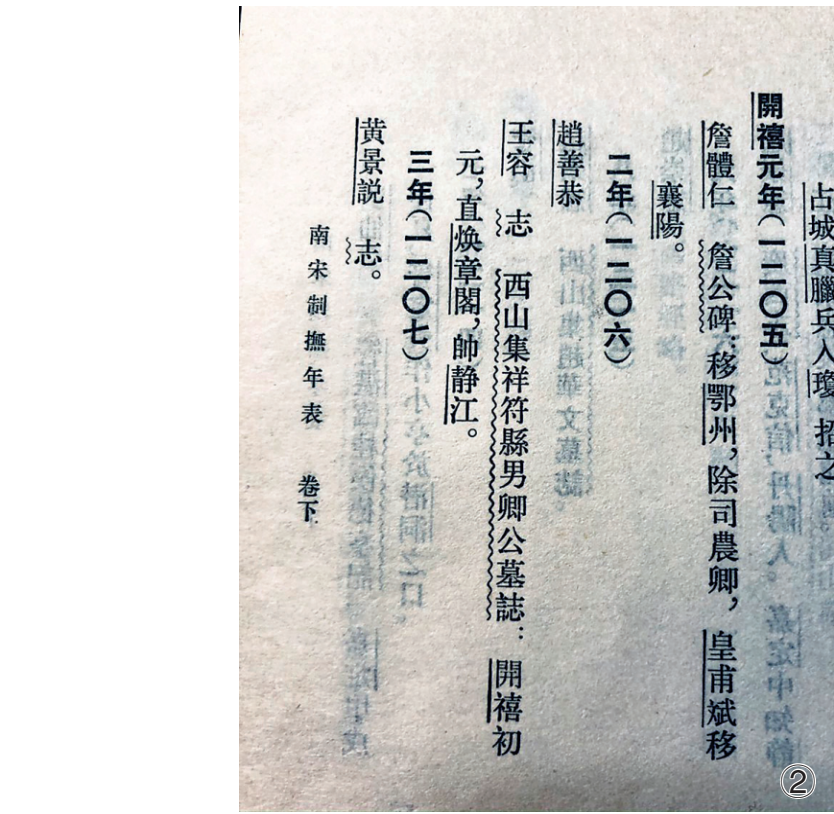 占城真臘兵入瓊，招之
開禧元年（一二〇五）
詹體仁　詹公碑：移鄂州，除司農卿，皇甫斌移
襄陽。
二年（一二〇六）
趙善恭
王容　志　西山集祥符縣男卿公墓誌：開禧初
元，直焕章閣，帥静江。
三年（一二〇七）
黄景説　志。
南宋制撫年表　卷下
②